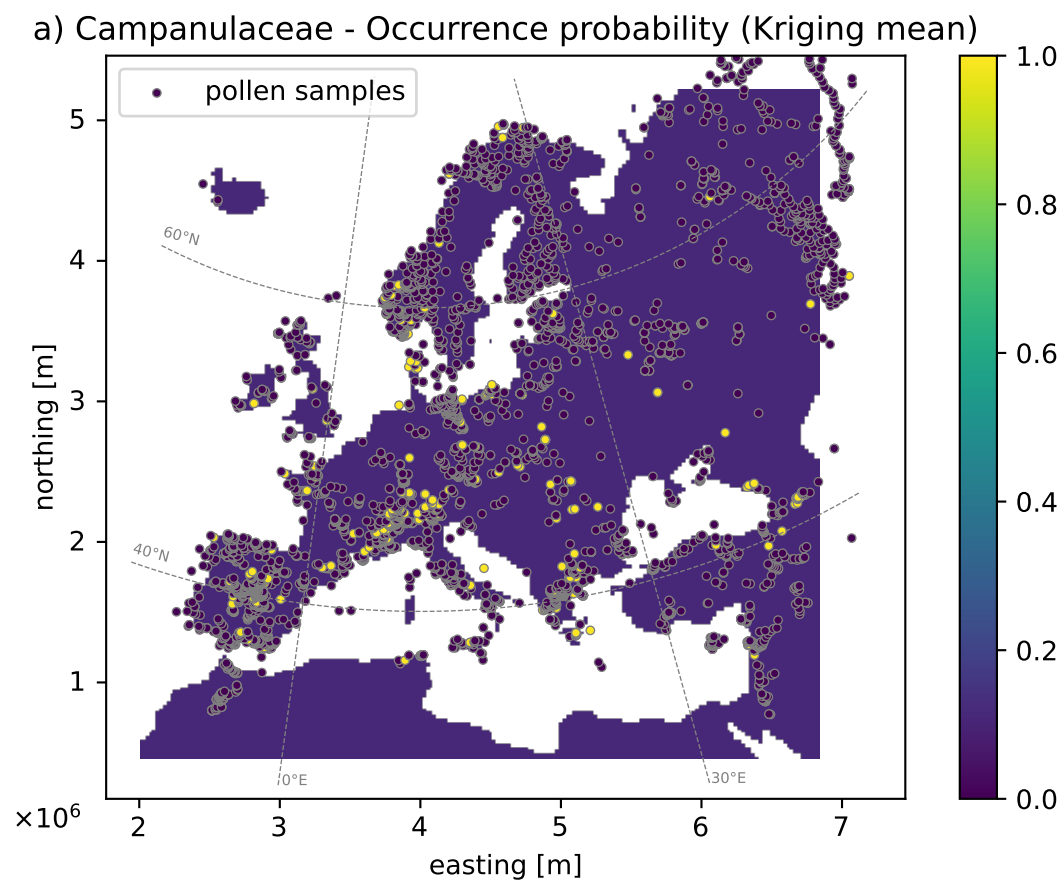 a) Campanulaceae - Occurrence probability (Kriging mean)
pollen samples
60°N
40°N
0°E
30°E
northing [m]
5
4
3
2
1
×10⁶
2 3 4 5 6 7
easting [m]
1.0
0.8
0.6
0.4
0.2
0.0